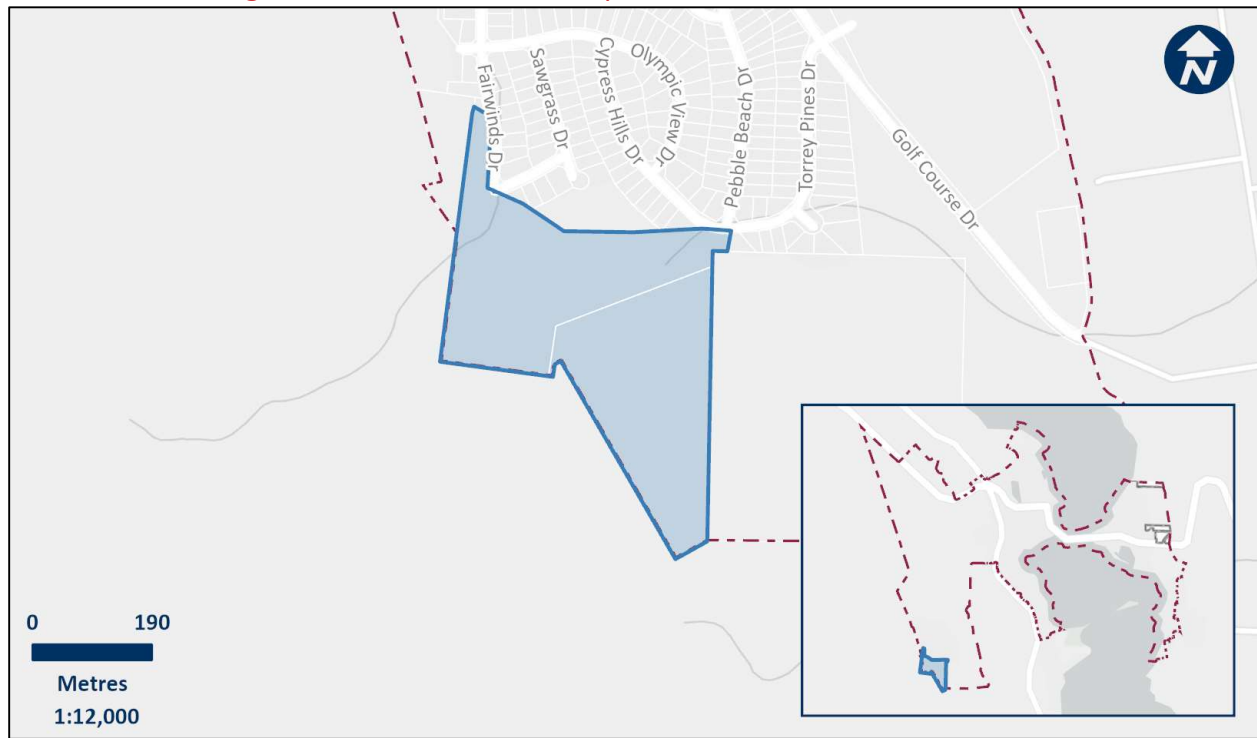 N
Fairwinds Dr
Sawgrass Dr
Cypress Hills Dr
Olympic View Dr
Pebble Beach Dr
Torrey Pines Dr
Golf Course Dr
0 190
Metres
1:12,000